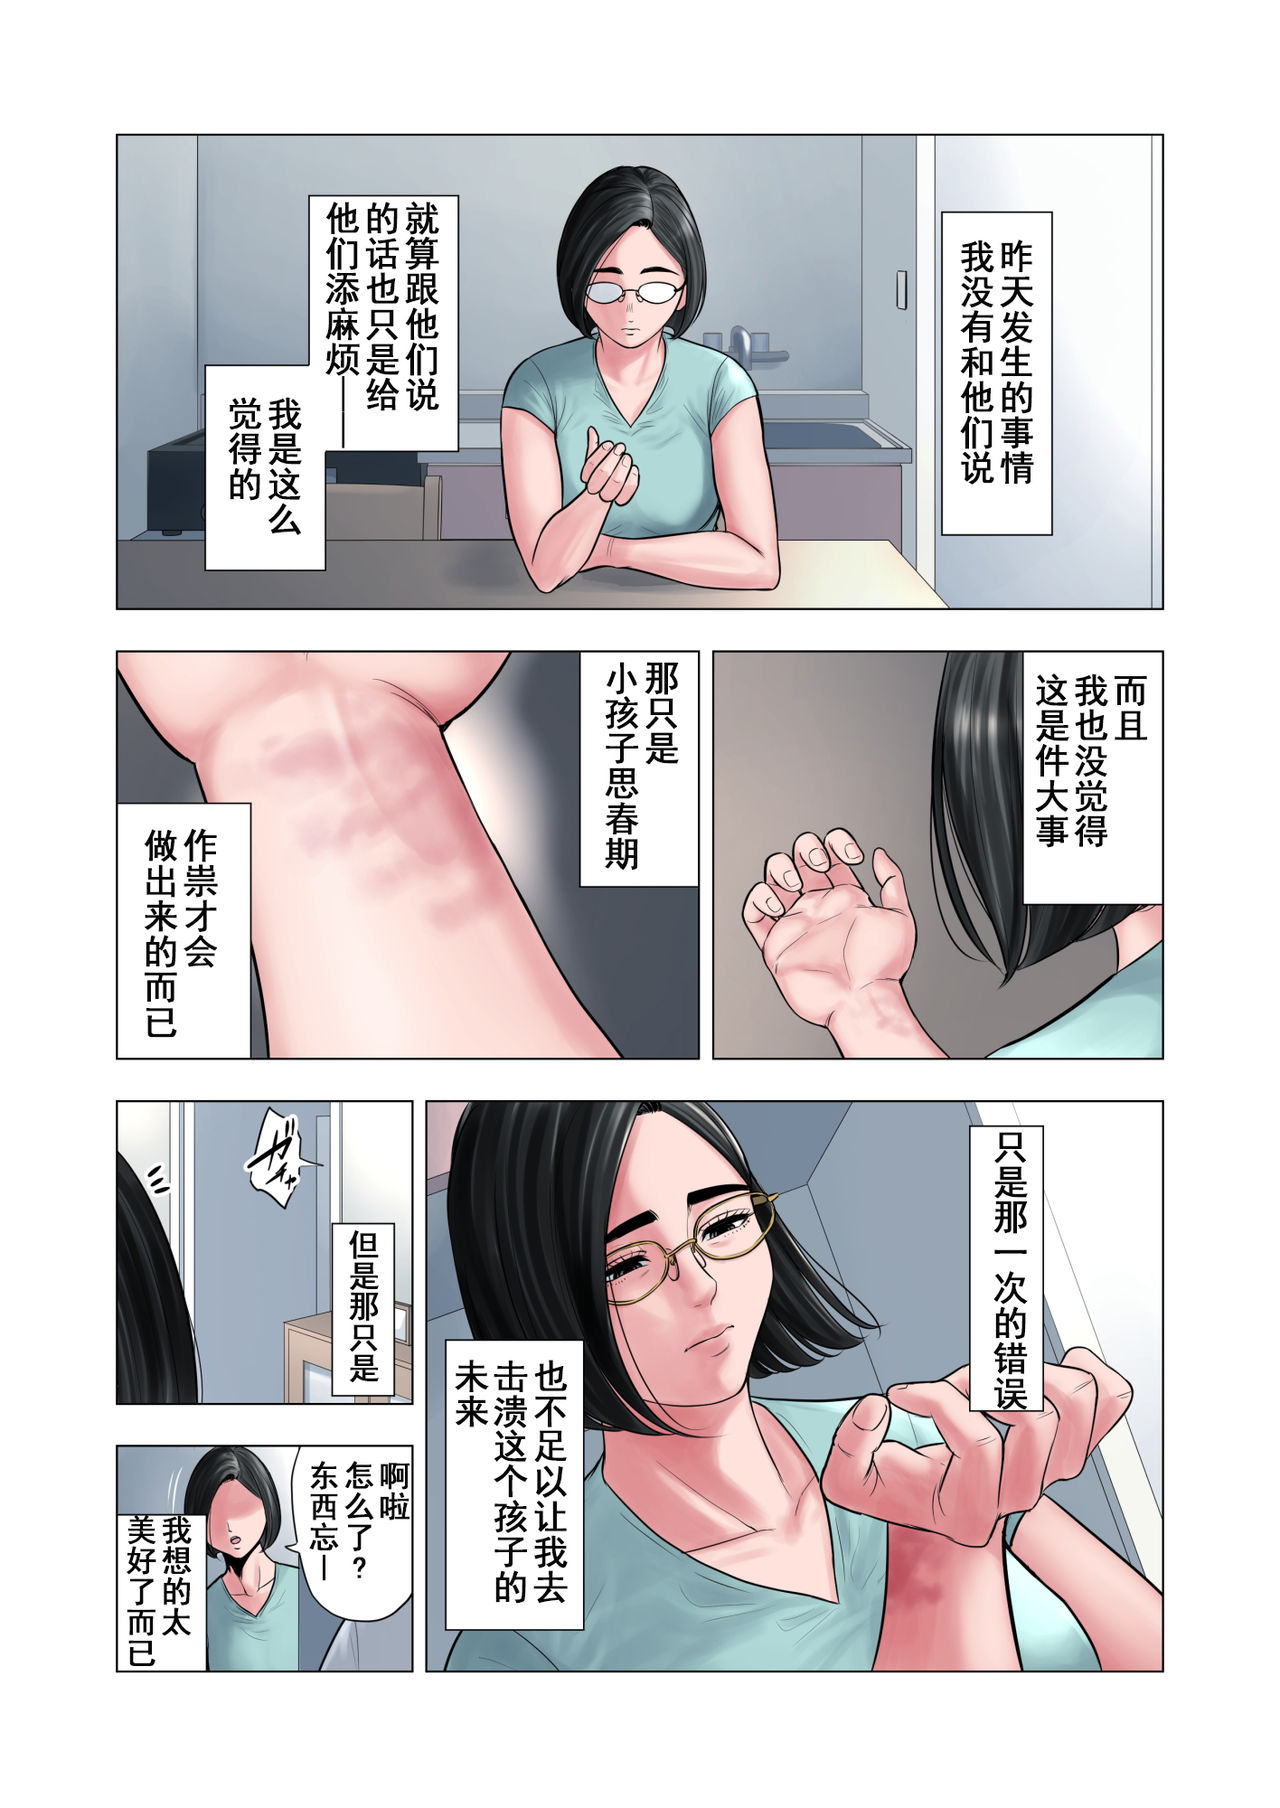 昨天发生的事情
我没有和他们说
就算跟他们说
的话也只是给
他们添麻烦——
我是这么
觉得的
而且
我也没觉得
这是件大事
那只是
小孩子思春期
作祟才会
做出来的而已
只是那一次的错误
也不足以让我去
击溃这个孩子的
未来
ガチャ
但是那只是
啊啦
怎么了?
东西忘—
我想的太
美好了而已